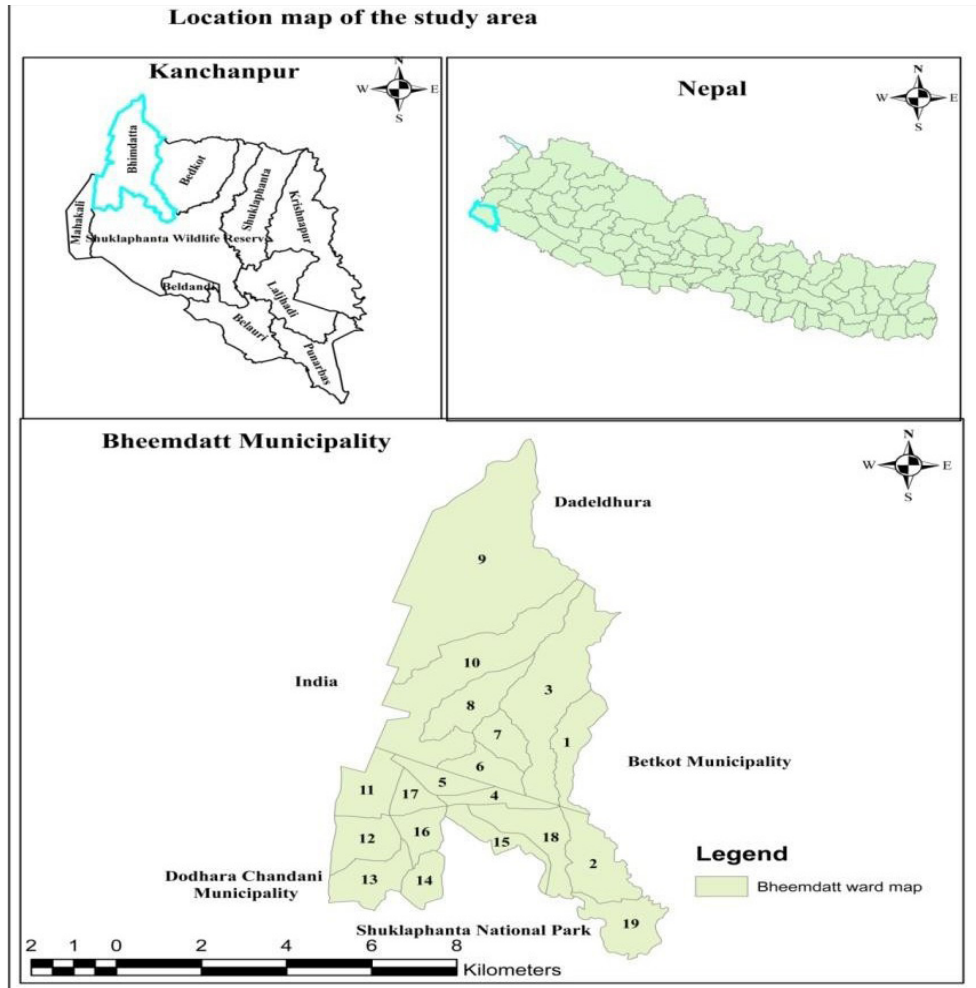 Location map of the study area
Kanchanpur
N
W
E
S
Bhimdatta
Bedkot
Shuklaphanta
Krishnapur
Mahakali
Shuklaphanta Wildlife Reserve
Beldandi
Laljhadi
Belauri
Punarbas
Nepal
N
W
E
S
Bheemdatt Municipality
N
W
E
S
Dadeldhura
9
10
India
3
8
7
1
Betkot Municipality
6
5
11
17
4
16
12
15
18
2
Dodhara Chandani
Municipality
13
14
19
Shuklaphanta National Park
Legend
Bheemdatt ward map
2 1 0 2 4 6 8
Kilometers